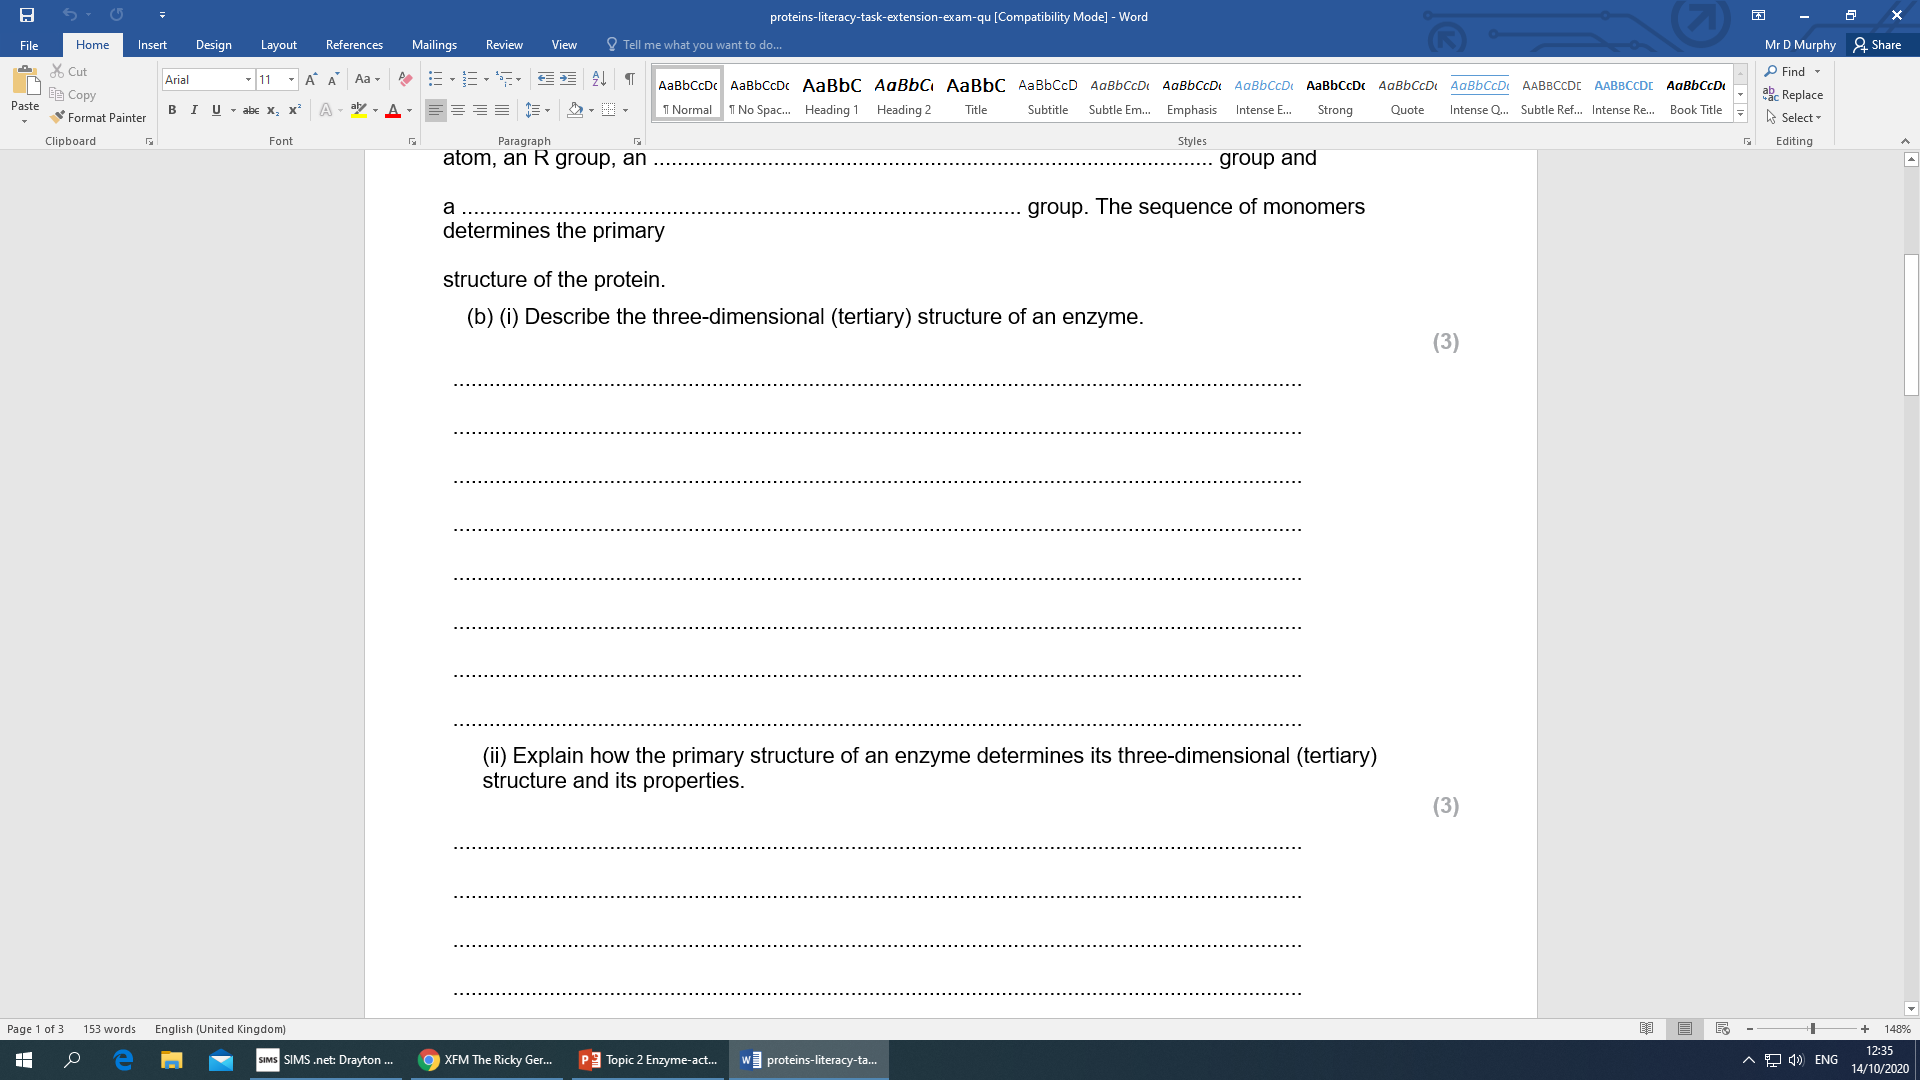 proteins-literacy-task-extension-exam-qu [Compatibility Mode] - Word
File Home Insert Design Layout References Mailings Review View Tell me what you want to do... Mr D Murphy Share
Paste
Cut
Copy
Format Painter
Clipboard
Arial 11
Font
Paragraph
AaBbCcDc AaBbCcDc AaBbC AaBbCc AaBbC AaBbCcD AaBbCcDc AaBbCcDc AaBbCcDc AaBbCcDc AaBbCcDc AaBbCcDc AABBCCDE AABBCCDE AaBbCcDc
¶ Normal ¶ No Spac... Heading 1 Heading 2 Title Subtitle Subtle Em... Emphasis Intense E... Strong Quote Intense Q... Subtle Ref... Intense Re... Book Title
Styles
Find
Replace
Select
Editing
atom, an R group, an ............................................................................................. group and
a ............................................................................................. group. The sequence of monomers
determines the primary
structure of the protein.
(b) (i) Describe the three-dimensional (tertiary) structure of an enzyme.
(3)
(ii) Explain how the primary structure of an enzyme determines its three-dimensional (tertiary)
structure and its properties.
(3)
Page 1 of 3 153 words English (United Kingdom) 148%
SIMS .net: Drayton ... XFM The Ricky Ger... Topic 2 Enzyme-act... proteins-literacy-ta... ENG
12:35
14/10/2020